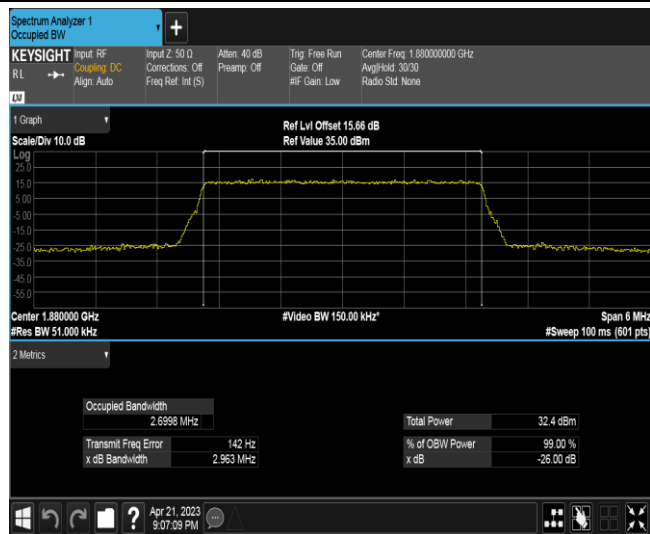 Spectrum Analyzer 1
Occupied BW
+
KEYSIGHT Input: RF Input Z: 50 Ω Atten: 40 dB Trig: Free Run Center Freq: 1.880000000 GHz
RL Coupling: DC Corrections: Off Preamp: Off Gate: Off Avg|Hold: 30/30
Align: Auto Freq Ref: Int (S) #IF Gain: Low Radio Std: None
LXI
1 Graph Ref Lvl Offset 15.66 dB
Scale/Div 10.0 dB Ref Value 35.00 dBm
Log
25.0
15.0
5.00
-5.00
-15.0
-25.0
-35.0
-45.0
-55.0
Center 1.880000 GHz #Video BW 150.00 kHz* Span 6 MHz
#Res BW 51.000 kHz #Sweep 100 ms (601 pts)
2 Metrics
Occupied Bandwidth
2.6998 MHz Total Power 32.4 dBm
Transmit Freq Error 142 Hz % of OBW Power 99.00 %
x dB Bandwidth 2.963 MHz x dB -26.00 dB
? Apr 21, 2023
9:07:09 PM